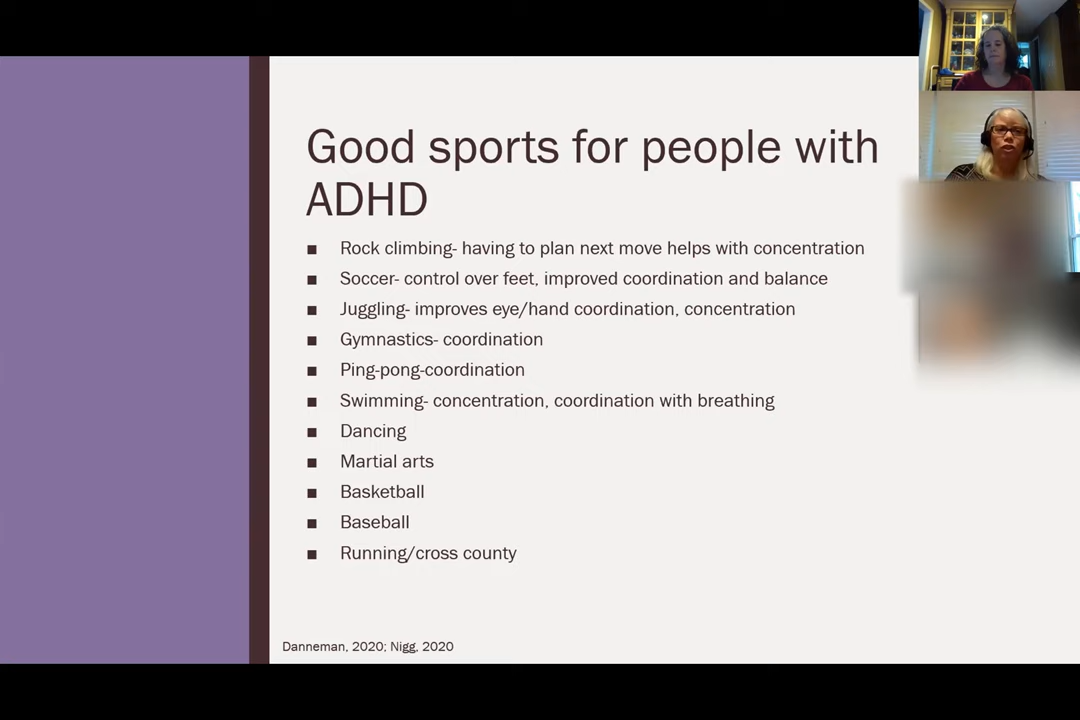 Good sports for people with
ADHD
■ Rock climbing- having to plan next move helps with concentration
■ Soccer- control over feet, improved coordination and balance
■ Juggling- improves eye/hand coordination, concentration
■ Gymnastics- coordination
■ Ping-pong-coordination
■ Swimming- concentration, coordination with breathing
■ Dancing
■ Martial arts
■ Basketball
■ Baseball
■ Running/cross county
Danneman, 2020; Nigg, 2020